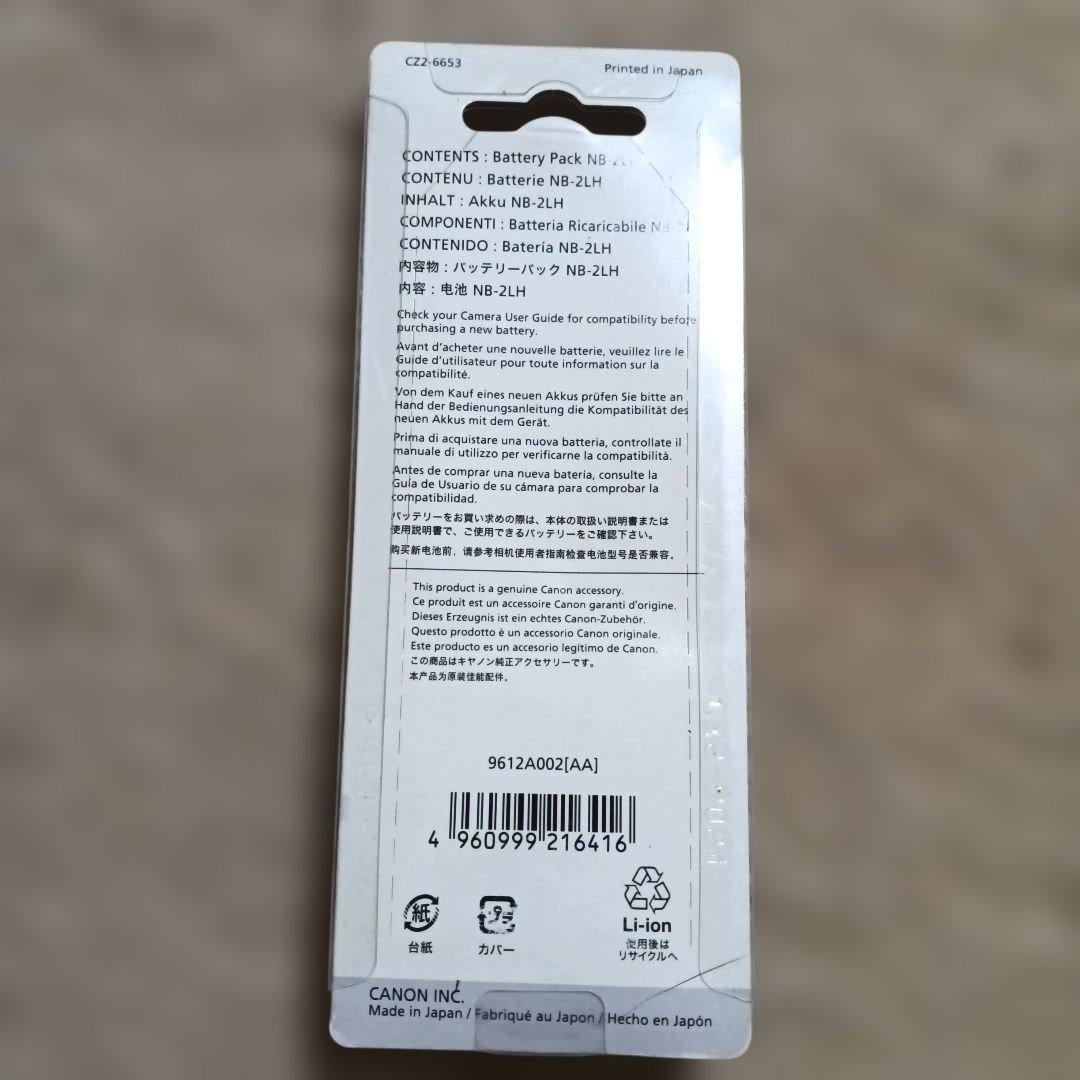 CZ2-6653
Printed in Japan
CONTENTS : Battery Pack NB-2LH
CONTENU : Batterie NB-2LH
INHALT : Akku NB-2LH
COMPONENTI : Batteria Ricaricabile NB-2
CONTENIDO : Batería NB-2LH
内容物 : バッテリーパック NB-2LH
内容 : 电池 NB-2LH
Check your Camera User Guide for compatibility before
purchasing a new battery.
Avant d'acheter une nouvelle batterie, veuillez lire le
Guide d'utilisateur pour toute information sur la
compatibilité.
Von dem Kauf eines neuen Akkus prüfen Sie bitte an
Hand der Bedienungsanleitung die Kompatibilität des
neuen Akkus mit dem Gerät.
Prima di acquistare una nuova batteria, controllate il
manuale di utilizzo per verificarne la compatibilità.
Antes de comprar una nueva batería, consulte la
Guía de Usuario de su cámara para comprobar la
compatibilidad.
バッテリーをお買い求めの際は、本体の取扱い説明書または
使用説明書で、ご使用できるバッテリーをご確認下さい。
购买新电池前，请参考相机使用者指南检查电池型号是否兼容。
This product is a genuine Canon accessory.
Ce produit est un accessoire Canon garanti d'origine.
Dieses Erzeugnis ist ein echtes Canon-Zubehör.
Questo prodotto è un accessorio Canon originale.
Este producto es un accesorio legítimo de Canon.
この商品はキヤノン純正アクセサリーです。
本产品为原装佳能配件。
9612A002[AA]
4 960999 216416
紙
台紙
プラ
カバー
Li-ion
使用後は
リサイクルへ
CANON INC.
Made in Japan / Fabriqué au Japon / Hecho en Japón